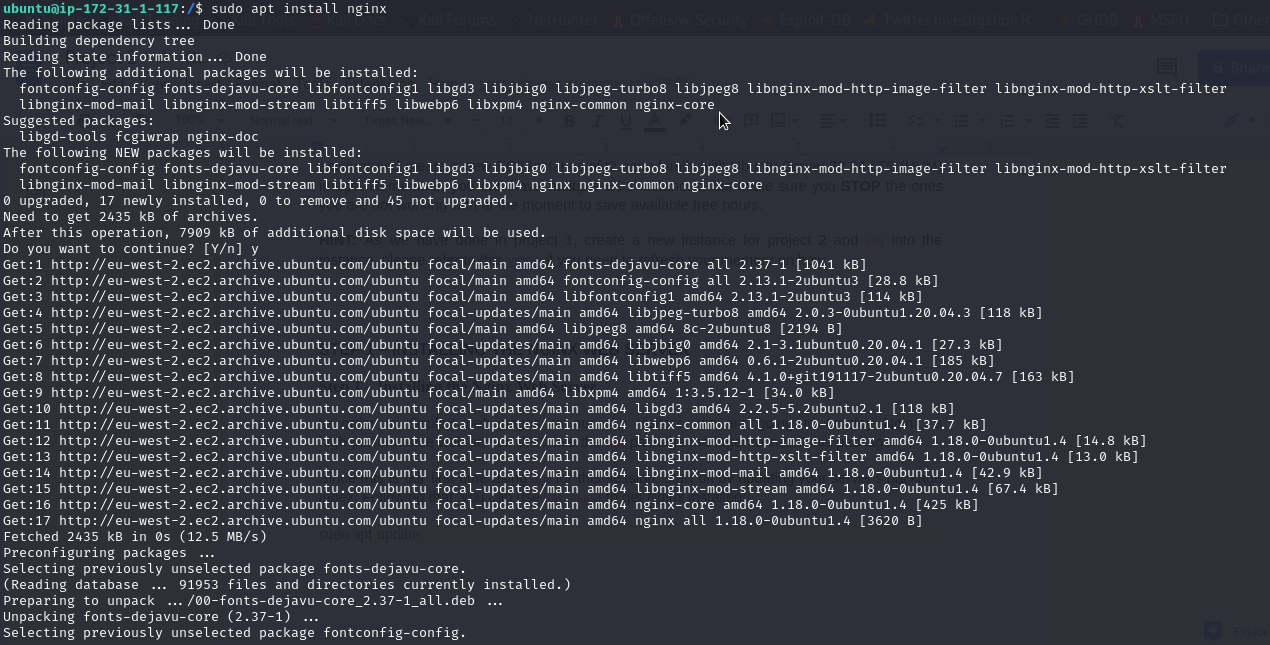 ubuntu@ip-172-31-1-117:/$ sudo apt install nginx
Reading package lists... Done
Building dependency tree
Reading state information... Done
The following additional packages will be installed:
  fontconfig-config fonts-dejavu-core libfontconfig1 libgd3 libjbig0 libjpeg-turbo8 libjpeg8 libnginx-mod-http-image-filter libnginx-mod-http-xslt-filter
  libnginx-mod-mail libnginx-mod-stream libtiff5 libwebp6 libxpm4 nginx-common nginx-core
Suggested packages:
  libgd-tools fcgiwrap nginx-doc
The following NEW packages will be installed:
  fontconfig-config fonts-dejavu-core libfontconfig1 libgd3 libjbig0 libjpeg-turbo8 libjpeg8 libnginx-mod-http-image-filter libnginx-mod-http-xslt-filter
  libnginx-mod-mail libnginx-mod-stream libtiff5 libwebp6 libxpm4 nginx nginx-common nginx-core
0 upgraded, 17 newly installed, 0 to remove and 45 not upgraded.
Need to get 2435 kB of archives.
After this operation, 7909 kB of additional disk space will be used.
Do you want to continue? [Y/n] y
Get:1 http://eu-west-2.ec2.archive.ubuntu.com/ubuntu focal/main amd64 fonts-dejavu-core all 2.37-1 [1041 kB]
Get:2 http://eu-west-2.ec2.archive.ubuntu.com/ubuntu focal/main amd64 fontconfig-config all 2.13.1-2ubuntu3 [28.8 kB]
Get:3 http://eu-west-2.ec2.archive.ubuntu.com/ubuntu focal/main amd64 libfontconfig1 amd64 2.13.1-2ubuntu3 [114 kB]
Get:4 http://eu-west-2.ec2.archive.ubuntu.com/ubuntu focal-updates/main amd64 libjpeg-turbo8 amd64 2.0.3-0ubuntu1.20.04.3 [118 kB]
Get:5 http://eu-west-2.ec2.archive.ubuntu.com/ubuntu focal/main amd64 libjpeg8 amd64 8c-2ubuntu8 [2194 B]
Get:6 http://eu-west-2.ec2.archive.ubuntu.com/ubuntu focal-updates/main amd64 libjbig0 amd64 2.1-3.1ubuntu0.20.04.1 [27.3 kB]
Get:7 http://eu-west-2.ec2.archive.ubuntu.com/ubuntu focal-updates/main amd64 libwebp6 amd64 0.6.1-2ubuntu0.20.04.1 [185 kB]
Get:8 http://eu-west-2.ec2.archive.ubuntu.com/ubuntu focal-updates/main amd64 libtiff5 amd64 4.1.0+git191117-2ubuntu0.20.04.7 [163 kB]
Get:9 http://eu-west-2.ec2.archive.ubuntu.com/ubuntu focal/main amd64 libxpm4 amd64 1:3.5.12-1 [34.0 kB]
Get:10 http://eu-west-2.ec2.archive.ubuntu.com/ubuntu focal-updates/main amd64 libgd3 amd64 2.2.5-5.2ubuntu2.1 [118 kB]
Get:11 http://eu-west-2.ec2.archive.ubuntu.com/ubuntu focal-updates/main amd64 nginx-common all 1.18.0-0ubuntu1.4 [37.7 kB]
Get:12 http://eu-west-2.ec2.archive.ubuntu.com/ubuntu focal-updates/main amd64 libnginx-mod-http-image-filter amd64 1.18.0-0ubuntu1.4 [14.8 kB]
Get:13 http://eu-west-2.ec2.archive.ubuntu.com/ubuntu focal-updates/main amd64 libnginx-mod-http-xslt-filter amd64 1.18.0-0ubuntu1.4 [13.0 kB]
Get:14 http://eu-west-2.ec2.archive.ubuntu.com/ubuntu focal-updates/main amd64 libnginx-mod-mail amd64 1.18.0-0ubuntu1.4 [42.9 kB]
Get:15 http://eu-west-2.ec2.archive.ubuntu.com/ubuntu focal-updates/main amd64 libnginx-mod-stream amd64 1.18.0-0ubuntu1.4 [67.4 kB]
Get:16 http://eu-west-2.ec2.archive.ubuntu.com/ubuntu focal-updates/main amd64 nginx-core amd64 1.18.0-0ubuntu1.4 [425 kB]
Get:17 http://eu-west-2.ec2.archive.ubuntu.com/ubuntu focal-updates/main amd64 nginx all 1.18.0-0ubuntu1.4 [3620 B]
Fetched 2435 kB in 0s (12.5 MB/s)
Preconfiguring packages ...
Selecting previously unselected package fonts-dejavu-core.
(Reading database ... 91953 files and directories currently installed.)
Preparing to unpack .../00-fonts-dejavu-core_2.37-1_all.deb ...
Unpacking fonts-dejavu-core (2.37-1) ...
Selecting previously unselected package fontconfig-config.